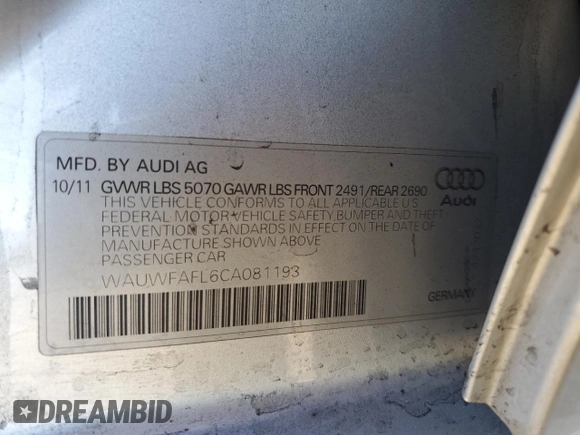 MFD. BY AUDI AG
10/11 GVWR LBS 5070 GAWR LBS FRONT 2491/REAR 2690
THIS VEHICLE CONFORMS TO ALL APPLICABLE U.S.
FEDERAL MOTOR VEHICLE SAFETY BUMPER AND THEFT
PREVENTION STANDARDS IN EFFECT ON THE DATE OF
MANUFACTURE SHOWN ABOVE
PASSENGER CAR
WAUWFAFL6CA081193
Audi
GERMANY
DREAMBID